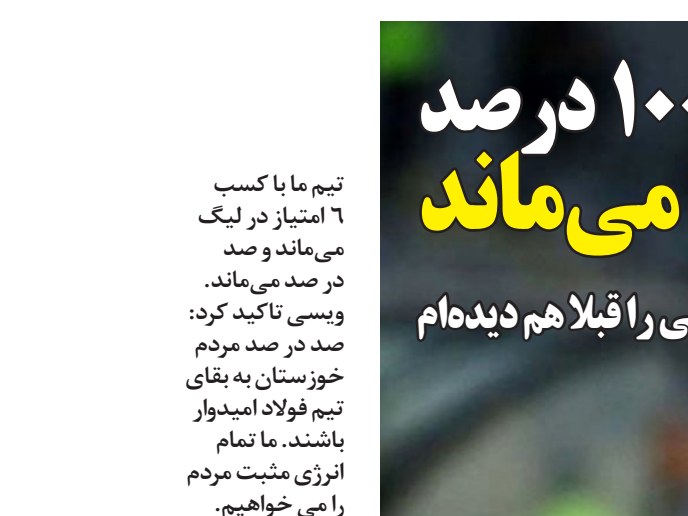 ۱۰۰ درصد
می‌ماند
را قبلا هم دیده‌ام
تیم ما با کسب
٦ امتیاز در لیگ
می‌ماند و صد
در صد می‌ماند.
ویسی تاکید کرد:
صد در صد مردم
خوزستان به بقای
تیم فولاد امیدوار
باشند. ما تمام
انرژی مثبت مردم
را می خواهیم.